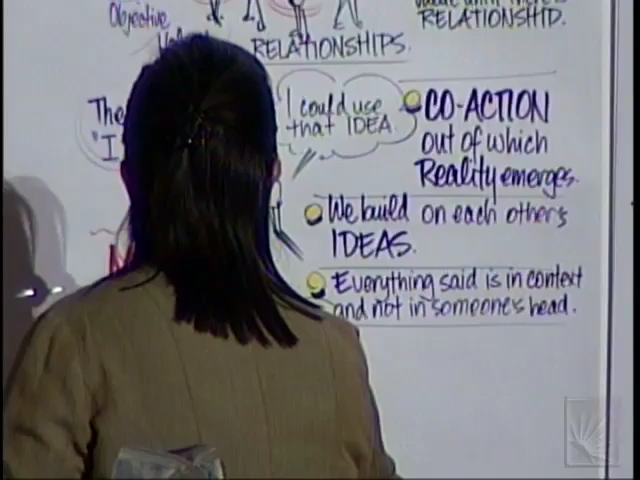 Objective
RELATIONSHIP.
RELATIONSHIPS.
The
"I
I could use
that IDEA.
CO-ACTION
out of which
Reality emerges.
We build on each other's
IDEAS.
Everything said is in context
and not in someone's head.